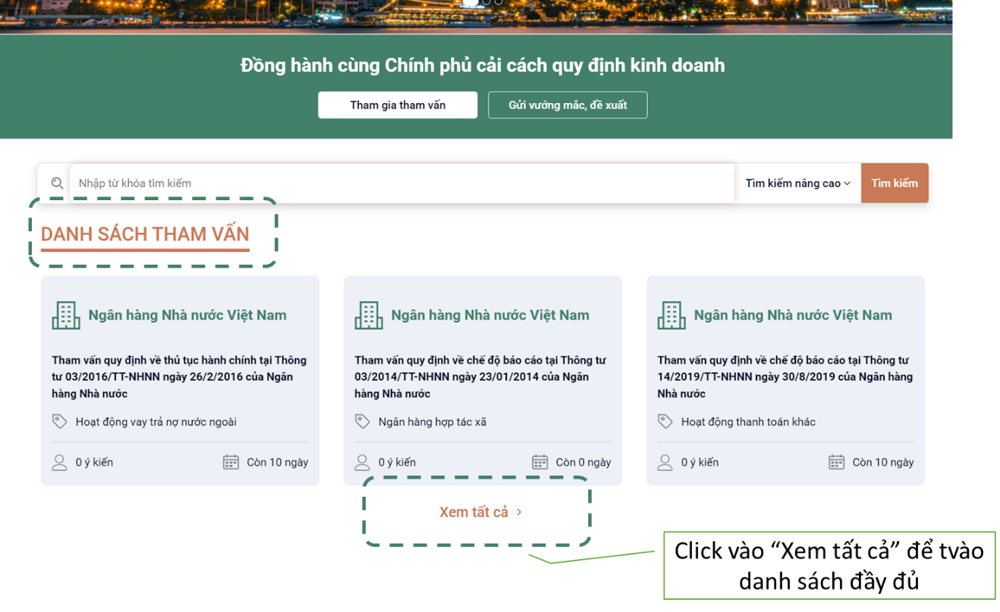 Đồng hành cùng Chính phủ cải cách quy định kinh doanh
Tham gia tham vấn
Gửi vướng mắc, đề xuất
Nhập từ khóa tìm kiếm
Tìm kiếm nâng cao
Tìm kiếm
DANH SÁCH THAM VẤN
Ngân hàng Nhà nước Việt Nam
Tham vấn quy định về thủ tục hành chính tại Thông
tư 03/2016/TT-NHNN ngày 26/2/2016 của Ngân
hàng Nhà nước
Hoạt động vay trả nợ nước ngoài
0 ý kiến
Còn 10 ngày
Ngân hàng Nhà nước Việt Nam
Tham vấn quy định về chế độ báo cáo tại Thông tư
03/2014/TT-NHNN ngày 23/01/2014 của Ngân
hàng Nhà nước
Ngân hàng hợp tác xã
0 ý kiến
Còn 0 ngày
Ngân hàng Nhà nước Việt Nam
Tham vấn quy định về chế độ báo cáo tại Thông tư
14/2019/TT-NHNN ngày 30/8/2019 của Ngân hàng
Nhà nước
Hoạt động thanh toán khác
0 ý kiến
Còn 10 ngày
Xem tất cả
Click vào “Xem tất cả” để tvào
danh sách đầy đủ